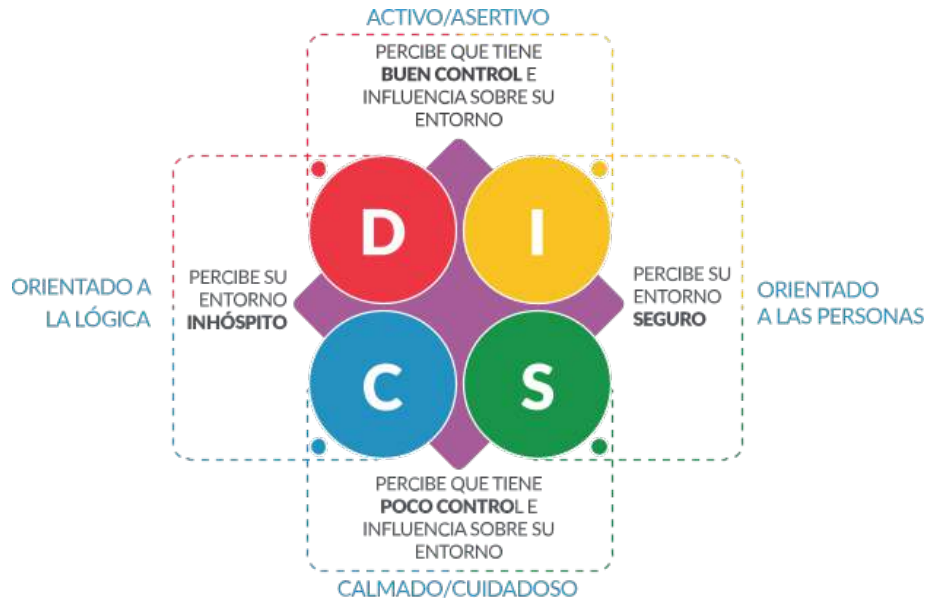 ACTIVO/ASERTIVO
PERCIBE QUE TIENE
BUEN CONTROL E
INFLUENCIA SOBRE SU
ENTORNO
D
I
ORIENTADO A
LA LÓGICA
PERCIBE SU
ENTORNO
INHÓSPITO
PERCIBE SU
ENTORNO
SEGURO
ORIENTADO
A LAS PERSONAS
C
S
PERCIBE QUE TIENE
POCO CONTROL E
INFLUENCIA SOBRE SU
ENTORNO
CALMADO/CUIDADOSO